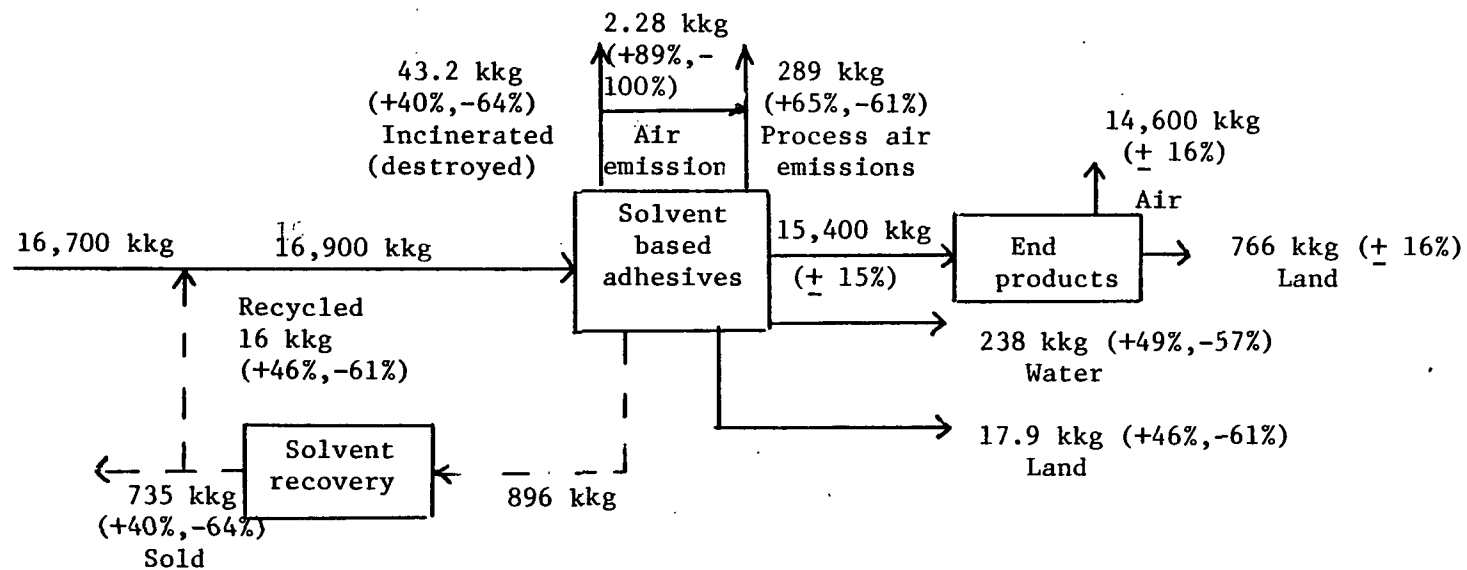 2.28 kkg
(+89%,-
100%)
43.2 kkg
(+40%,-64%)
Incinerated
(destroyed)
Air
emission
289 kkg
(+65%,-61%)
Process air
emissions
14,600 kkg
(± 16%)
Air
16,700 kkg
16,900 kkg
Solvent
based
adhesives
15,400 kkg
(± 15%)
End
products
766 kkg (± 16%)
Land
Recycled
16 kkg
(+46%,-61%)
238 kkg (+49%,-57%)
Water
17.9 kkg (+46%,-61%)
Land
Solvent
recovery
896 kkg
735 kkg
(+40%,-64%)
Sold